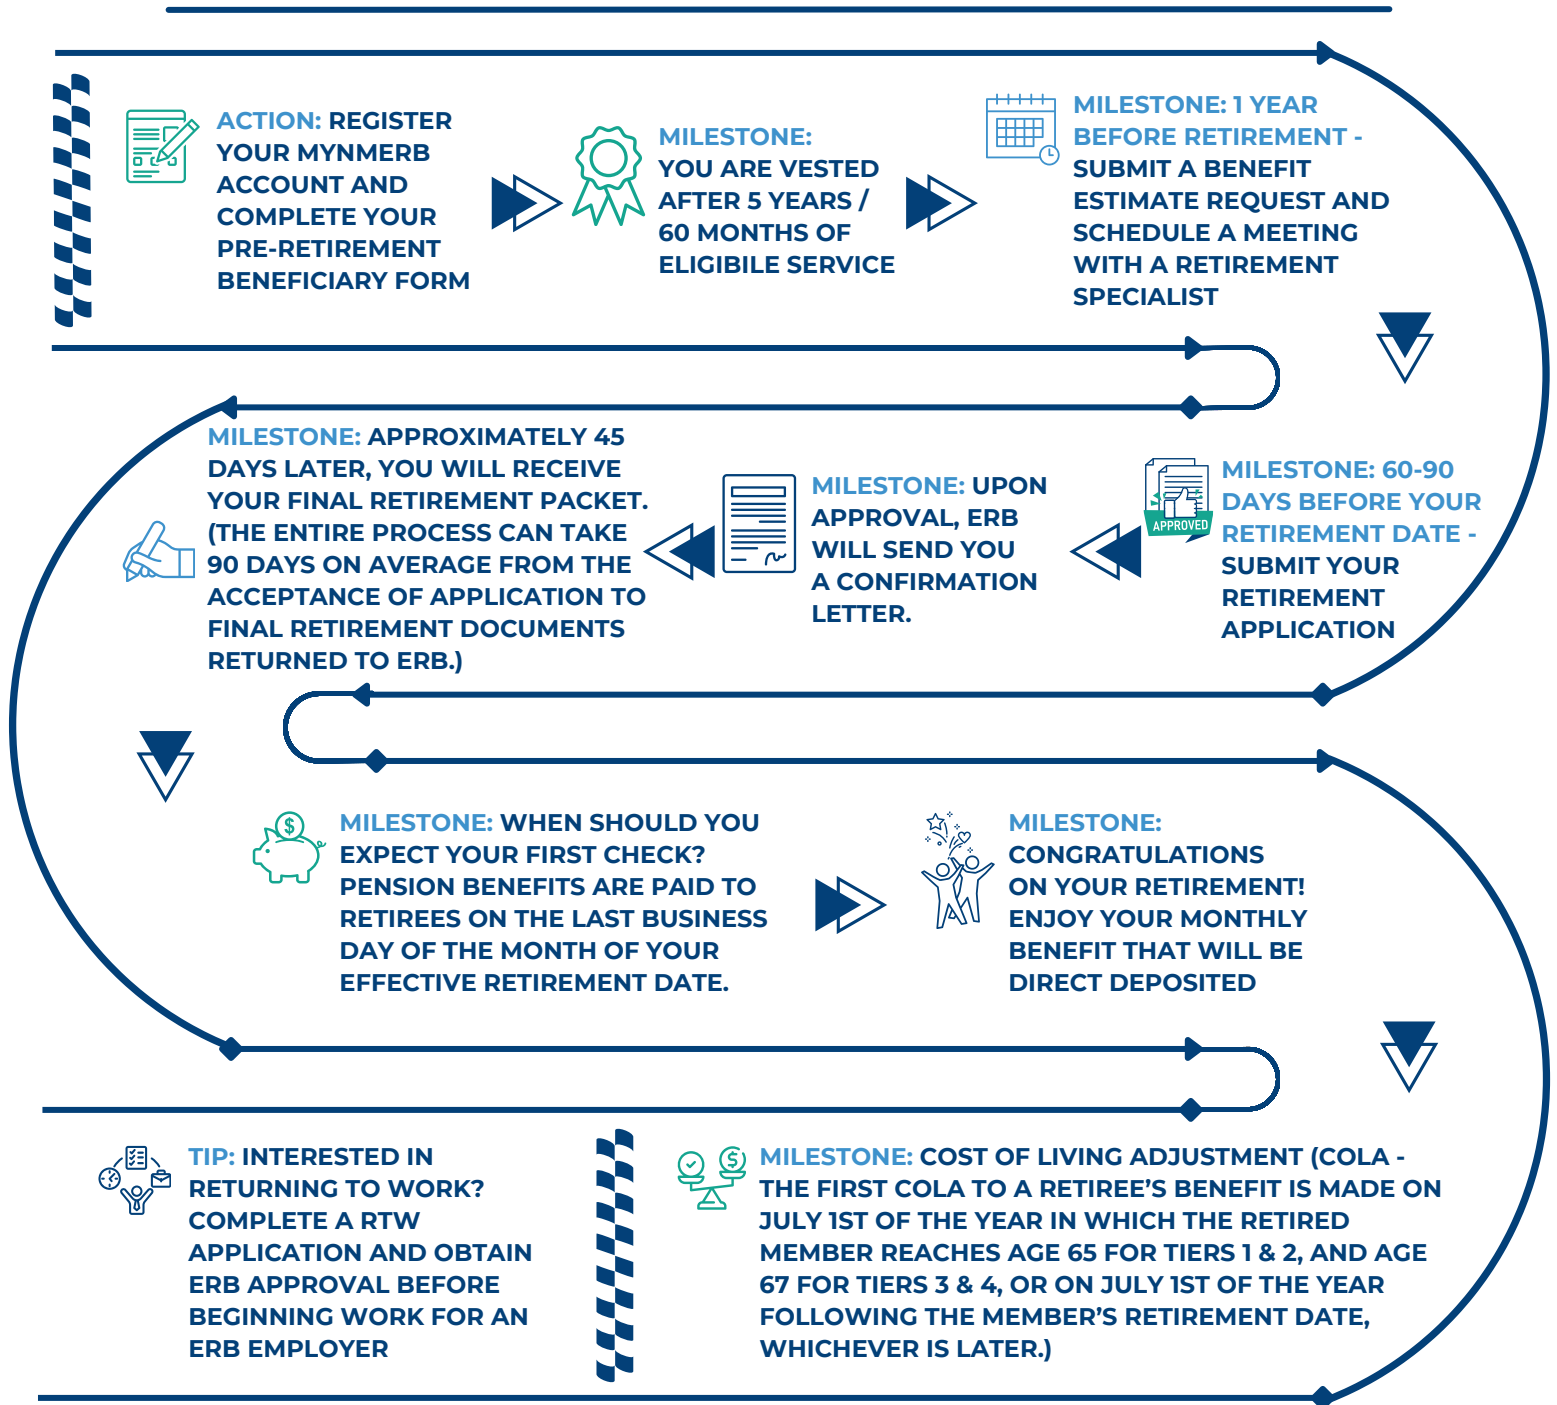 ACTION: REGISTER
YOUR MYNMERB
ACCOUNT AND
COMPLETE YOUR
PRE-RETIREMENT
BENEFICIARY FORM
MILESTONE:
YOU ARE VESTED
AFTER 5 YEARS /
60 MONTHS OF
ELIGIBILE SERVICE
MILESTONE: 1 YEAR
BEFORE RETIREMENT -
SUBMIT A BENEFIT
ESTIMATE REQUEST AND
SCHEDULE A MEETING
WITH A RETIREMENT
SPECIALIST
MILESTONE: 60-90
DAYS BEFORE YOUR
RETIREMENT DATE -
SUBMIT YOUR
RETIREMENT
APPLICATION
APPROVED
MILESTONE: UPON
APPROVAL, ERB
WILL SEND YOU
A CONFIRMATION
LETTER.
MILESTONE: APPROXIMATELY 45
DAYS LATER, YOU WILL RECEIVE
YOUR FINAL RETIREMENT PACKET.
(THE ENTIRE PROCESS CAN TAKE
90 DAYS ON AVERAGE FROM THE
ACCEPTANCE OF APPLICATION TO
FINAL RETIREMENT DOCUMENTS
RETURNED TO ERB.)
$
MILESTONE: WHEN SHOULD YOU
EXPECT YOUR FIRST CHECK?
PENSION BENEFITS ARE PAID TO
RETIREES ON THE LAST BUSINESS
DAY OF THE MONTH OF YOUR
EFFECTIVE RETIREMENT DATE.
MILESTONE:
CONGRATULATIONS
ON YOUR RETIREMENT!
ENJOY YOUR MONTHLY
BENEFIT THAT WILL BE
DIRECT DEPOSITED
$
MILESTONE: COST OF LIVING ADJUSTMENT (COLA -
THE FIRST COLA TO A RETIREE'S BENEFIT IS MADE ON
JULY 1ST OF THE YEAR IN WHICH THE RETIRED
MEMBER REACHES AGE 65 FOR TIERS 1 & 2, AND AGE
67 FOR TIERS 3 & 4, OR ON JULY 1ST OF THE YEAR
FOLLOWING THE MEMBER'S RETIREMENT DATE,
WHICHEVER IS LATER.)
TIP: INTERESTED IN
RETURNING TO WORK?
COMPLETE A RTW
APPLICATION AND OBTAIN
ERB APPROVAL BEFORE
BEGINNING WORK FOR AN
ERB EMPLOYER